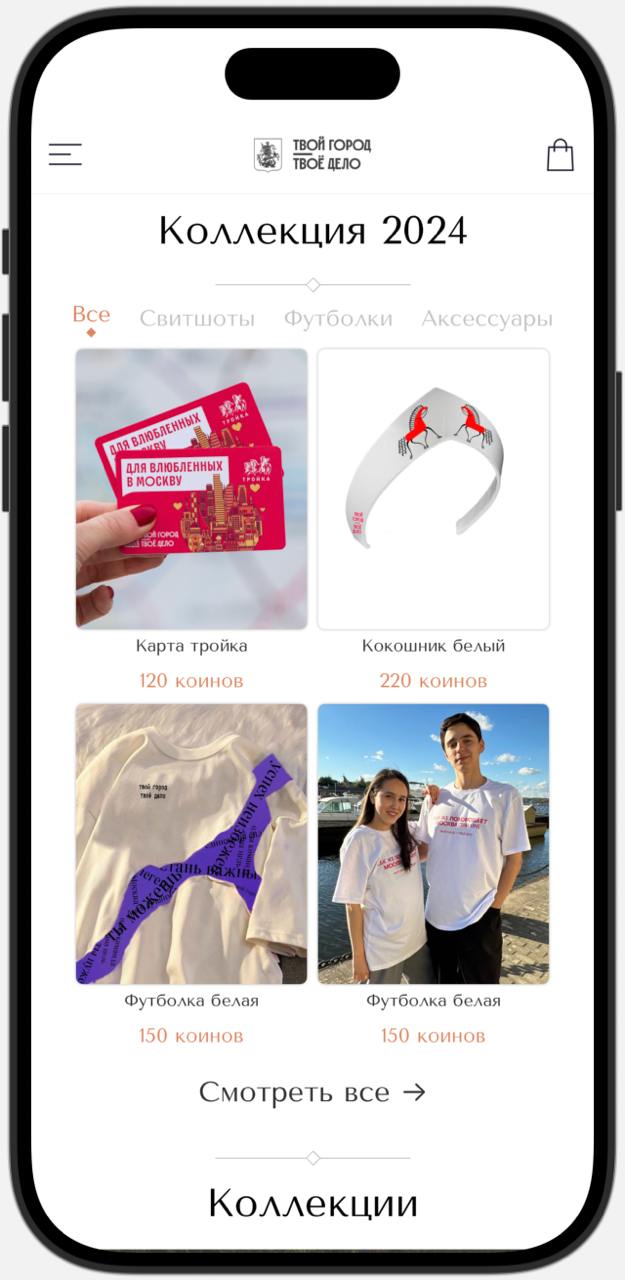 ТВОЙ ГОРОД
ТВОЁ ДЕЛО
Коллекция 2024
Все
Свитшоты
Футболки
Аксессуары
ДЛЯ ВЛЮБЛЕННЫХ
ТРОЙКА
ДЛЯ ВЛЮБЛЕННЫХ
В МОСКВУ
ТРОЙКА
ТВОЙ ГОРОД
ТВОЁ ДЕЛО
Карта тройка
120 коинов
Кокошник белый
220 коинов
твой город
твоё дело
ты можешь
Футболка белая
150 коинов
Футболка белая
150 коинов
Смотреть все →
Коллекции